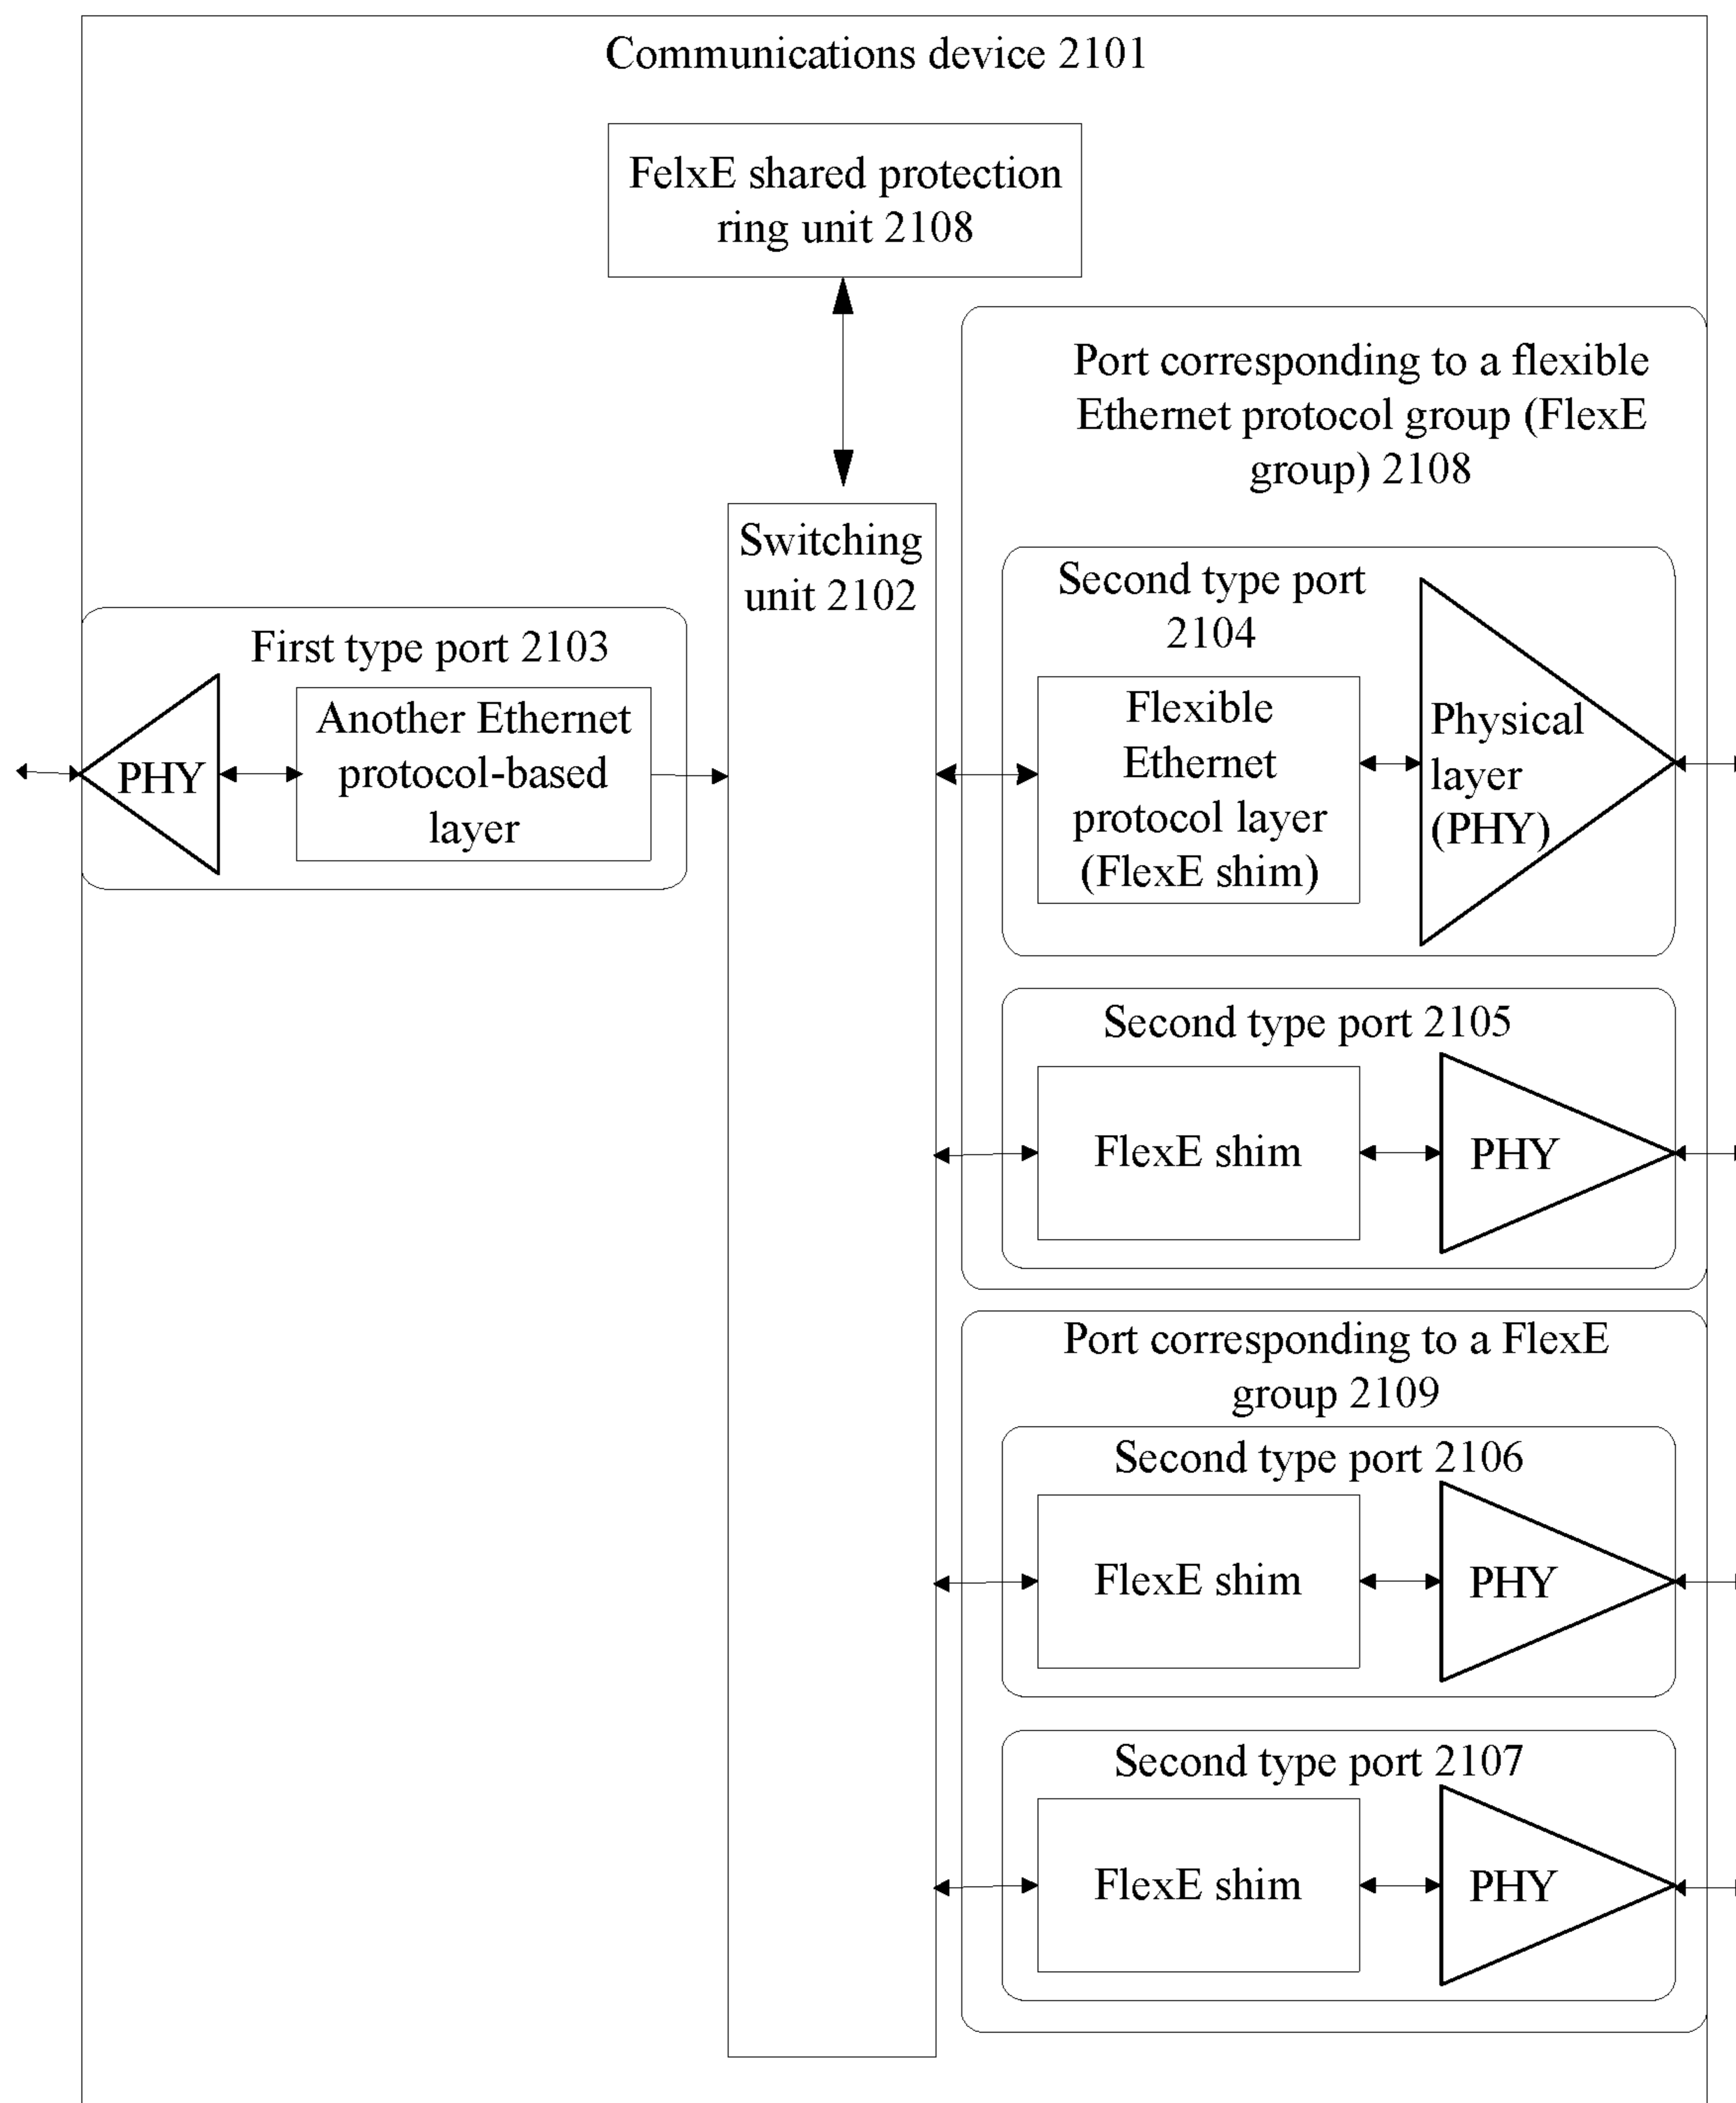 Communications device 2101
FelxE shared protection
ring unit 2108
Port corresponding to a flexible
Ethernet protocol group (FlexE
group) 2108
Switching
unit 2102
Second type port
2104
First type port 2103
Another Ethernet
protocol-based
layer
PHY
Flexible
Ethernet
protocol layer
(FlexE shim)
Physical
layer
(PHY)
Second type port 2105
FlexE shim
PHY
Port corresponding to a FlexE
group 2109
Second type port 2106
FlexE shim
PHY
Second type port 2107
FlexE shim
PHY